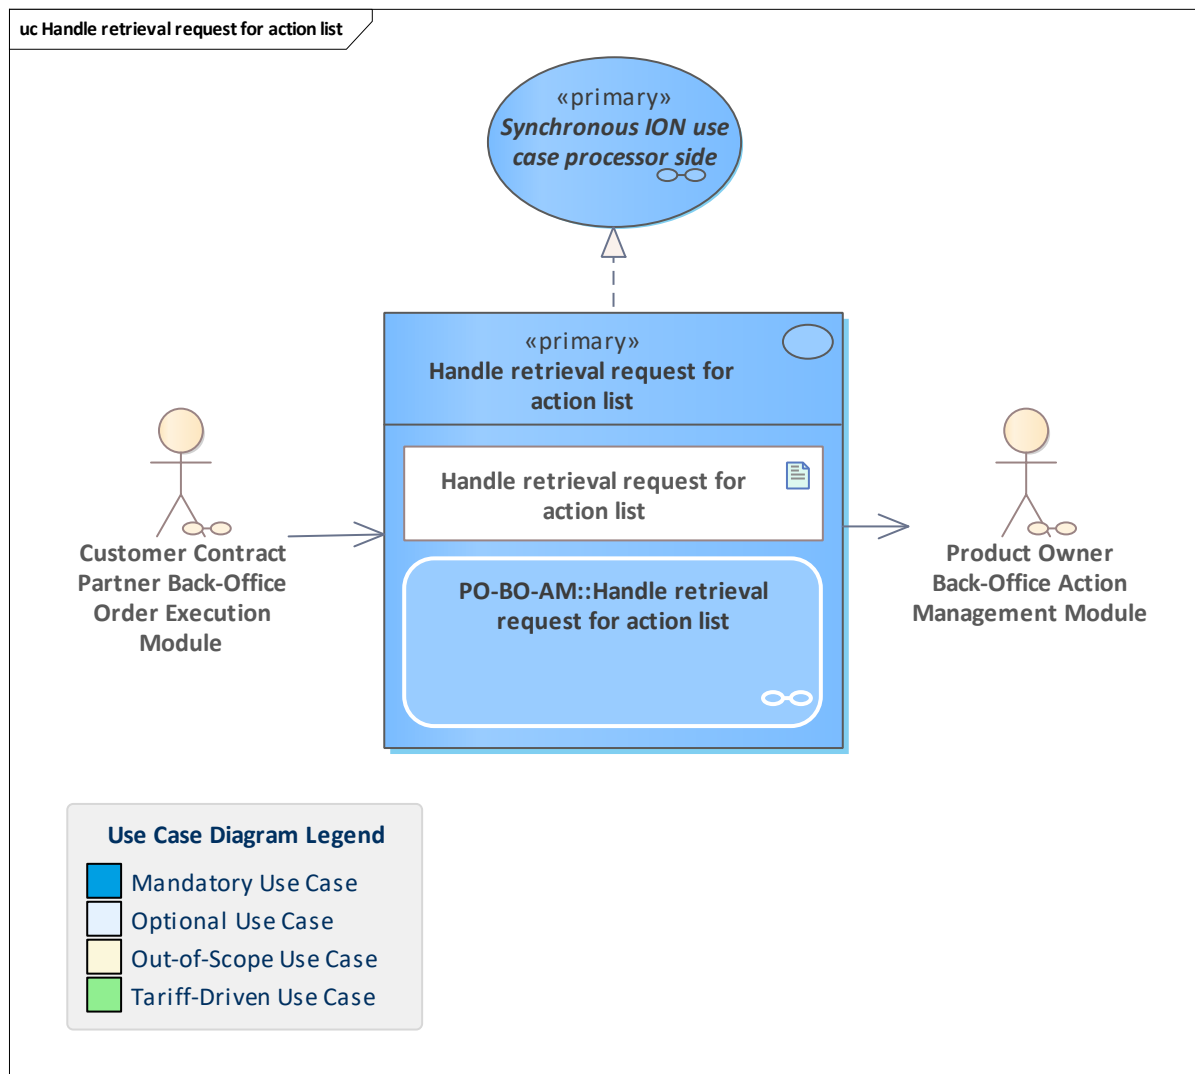 uc Handle retrieval request for action list
«primary»
Synchronous ION use
case processor side
«primary»
Handle retrieval request for
action list
Handle retrieval request for
action list
PO-BO-AM::Handle retrieval
request for action list
Customer Contract
Partner Back-Office
Order Execution
Module
Product Owner
Back-Office Action
Management Module
Use Case Diagram Legend
Mandatory Use Case
Optional Use Case
Out-of-Scope Use Case
Tariff-Driven Use Case